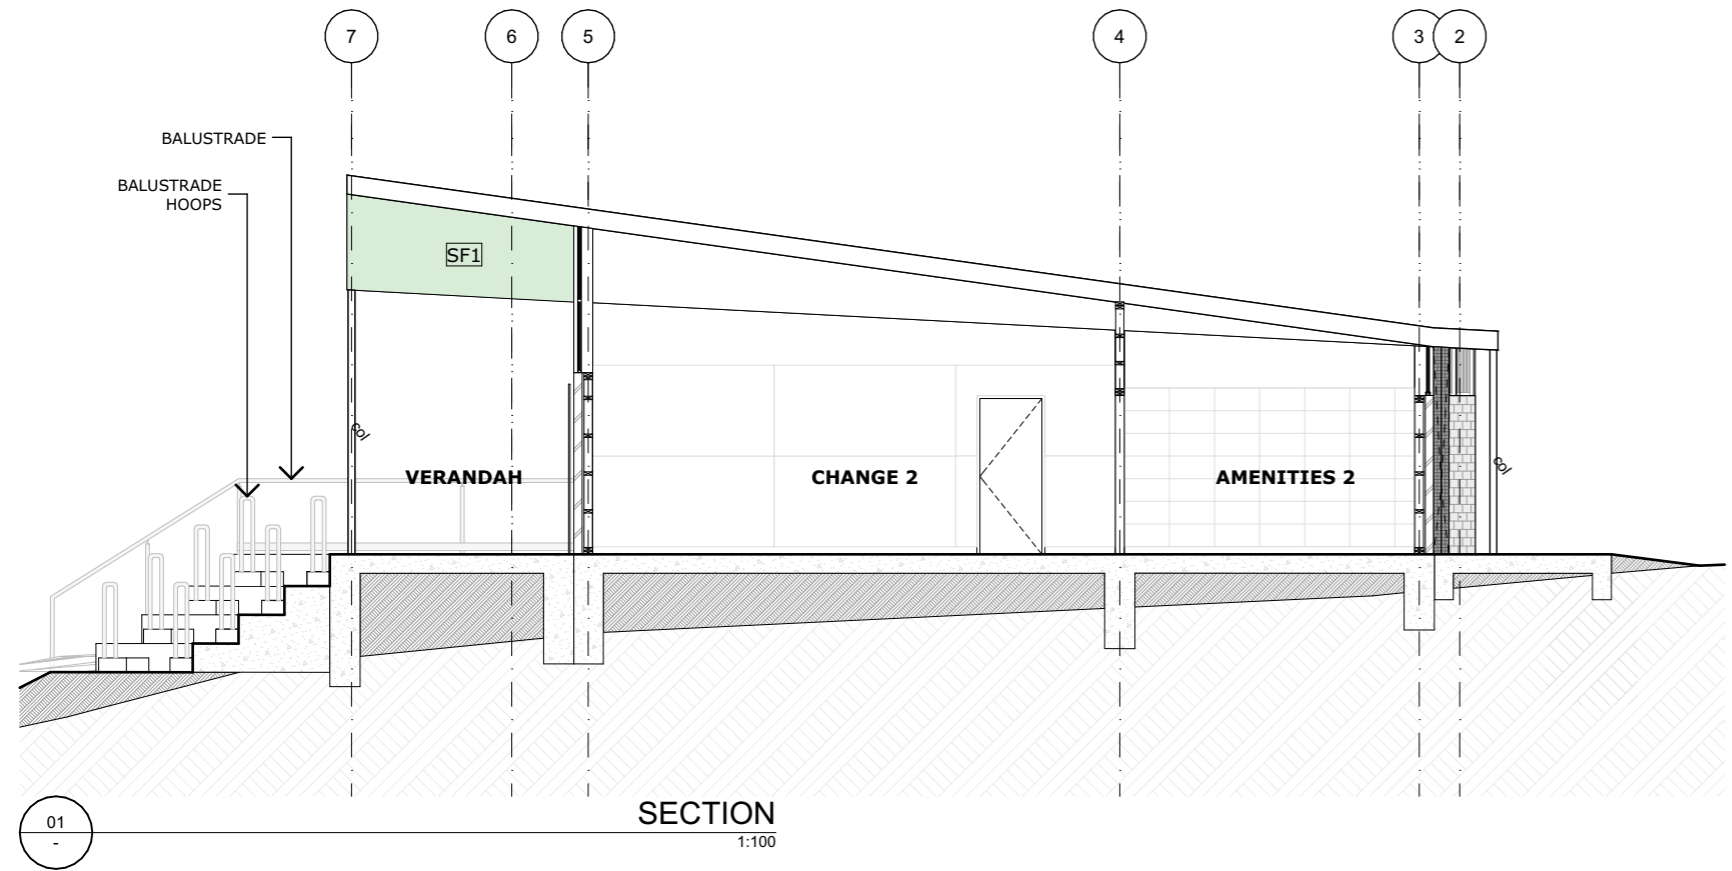 7
6
5
4
3
2
BALUSTRADE
BALUSTRADE
HOOPS
SF1
col
col
VERANDAH
CHANGE 2
AMENITIES 2
01
-
SECTION
1:100